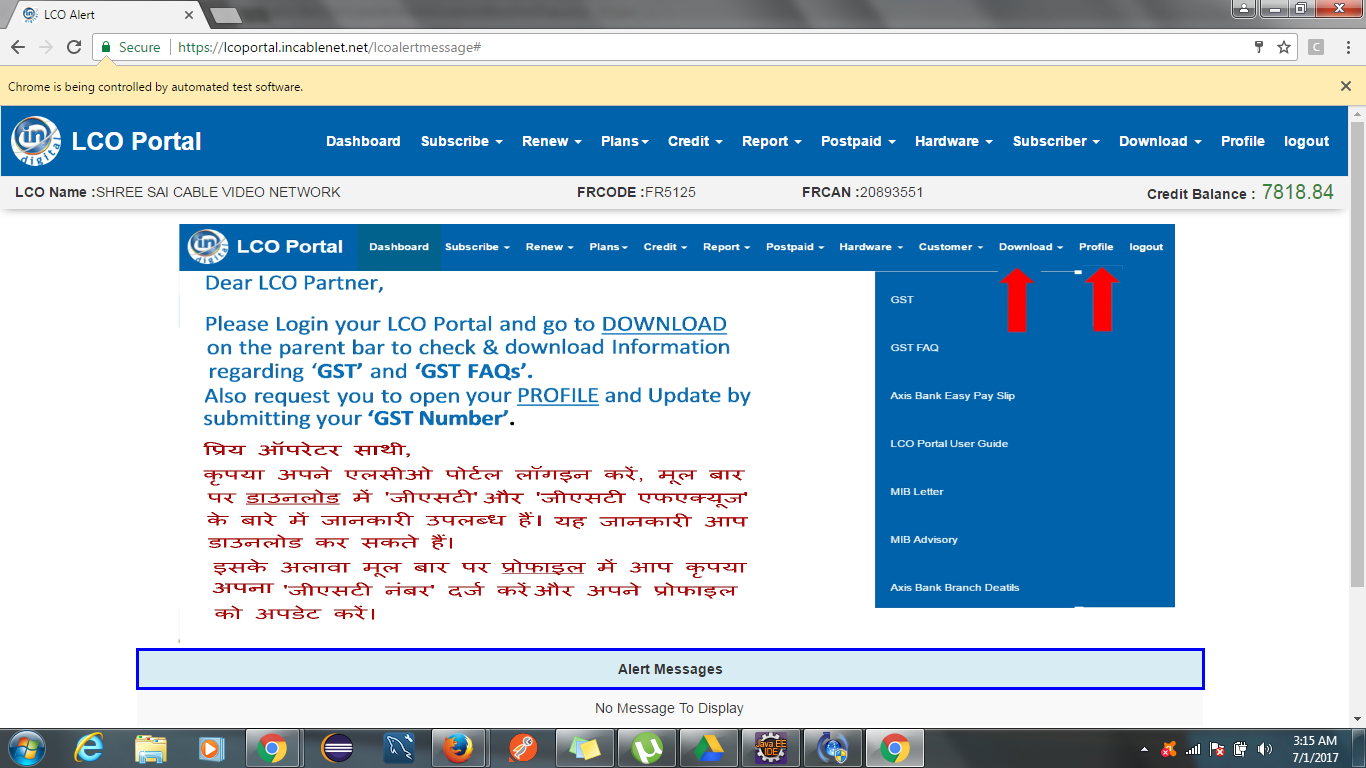 LCO Alert
Secure https://lcoportal.incablenet.net/lcoalertmessage#
C
Chrome is being controlled by automated test software.
in digital LCO Portal Dashboard Subscribe Renew Plans Credit Report Postpaid Hardware Subscriber Download Profile logout
LCO Name :SHREE SAI CABLE VIDEO NETWORK FRCODE :FR5125 FRCAN :20893551 Credit Balance : 7818.84
in digital LCO Portal Dashboard Subscribe Renew Plans Credit Report Postpaid Hardware Customer Download Profile logout
Dear LCO Partner,
Please Login your LCO Portal and go to DOWNLOAD
on the parent bar to check & download Information
regarding ‘GST’ and ‘GST FAQs’.
Also request you to open your PROFILE and Update by
submitting your ‘GST Number’.
प्रिय ऑपरेटर साथी,
कृपया अपने एलसीओ पोर्टल लॉगइन करें, मूल बार
पर डाउनलोड में 'जीएसटी' और 'जीएसटी एफएक्यूज'
के बारे में जानकारी उपलब्ध हैं। यह जानकारी आप
डाउनलोड कर सकते हैं।
इसके अलावा मूल बार पर प्रोफाइल में आप कृपया
अपना 'जीएसटी नंबर' दर्ज करें और अपने प्रोफाइल
को अपडेट करें।
GST
GST FAQ
Axis Bank Easy Pay Slip
LCO Portal User Guide
MIB Letter
MIB Advisory
Axis Bank Branch Deatils
Alert Messages
No Message To Display
Java EE
IDE
3:15 AM
7/1/2017